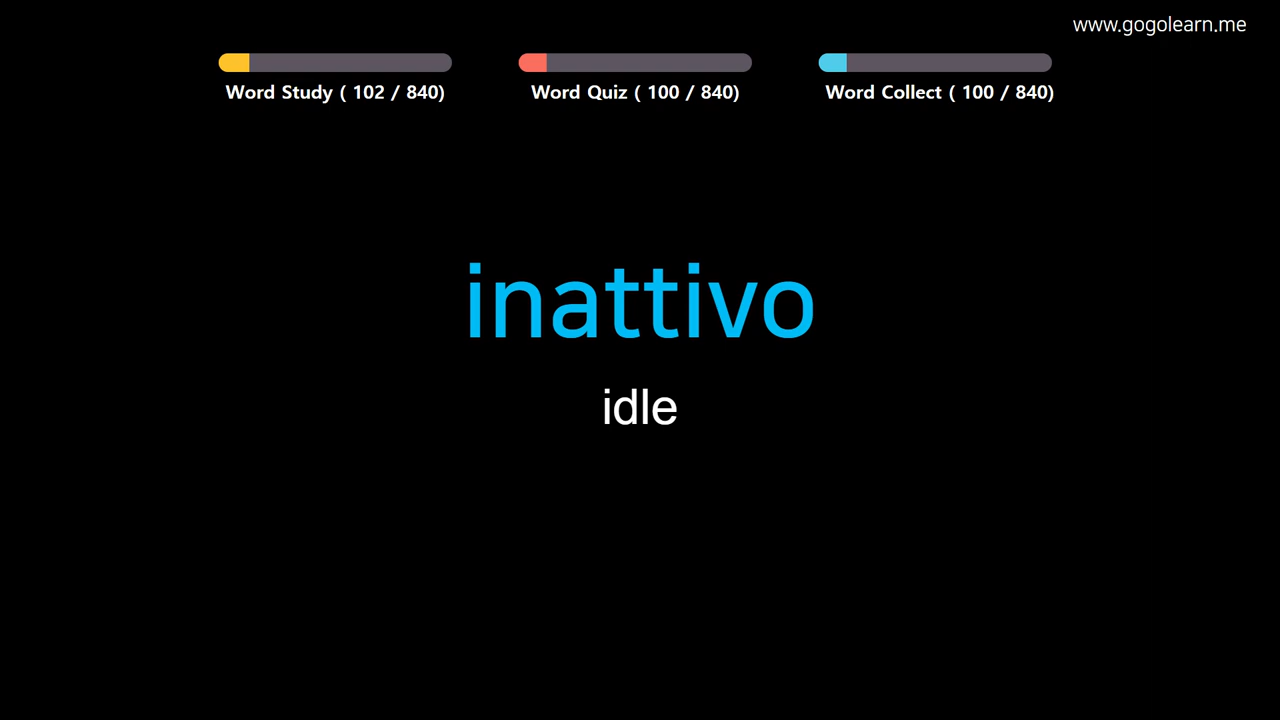 www.gogolearn.me
Word Study ( 102 / 840)
Word Quiz ( 100 / 840)
Word Collect ( 100 / 840)
inattivo
idle